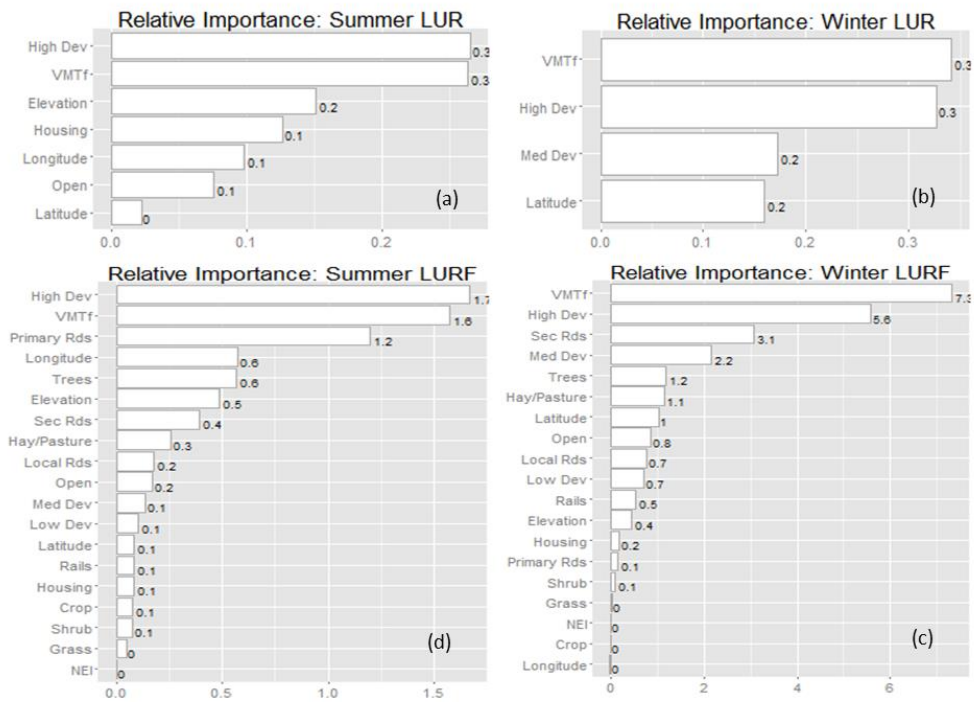 Relative Importance: Summer LUR
High Dev 0.3
VMTf 0.3
Elevation 0.2
Housing 0.1
Longitude 0.1
Open 0.1
Latitude 0
(a)
0.0 0.1 0.2
Relative Importance: Winter LUR
VMTf 0.3
High Dev 0.3
Med Dev 0.2
Latitude 0.2
(b)
0.0 0.1 0.2 0.3
Relative Importance: Summer LURF
High Dev 1.7
VMTf 1.6
Primary Rds 1.2
Longitude 0.6
Trees 0.6
Elevation 0.5
Sec Rds 0.4
Hay/Pasture 0.3
Local Rds 0.2
Open 0.2
Med Dev 0.1
Low Dev 0.1
Latitude 0.1
Rails 0.1
Housing 0.1
Crop 0.1
Shrub 0.1
Grass 0
NEI 0
(d)
0.0 0.5 1.0 1.5
Relative Importance: Winter LURF
VMTf 7.3
High Dev 5.6
Sec Rds 3.1
Med Dev 2.2
Trees 1.2
Hay/Pasture 1.1
Latitude 1
Open 0.8
Local Rds 0.7
Low Dev 0.7
Rails 0.5
Elevation 0.4
Housing 0.2
Primary Rds 0.1
Shrub 0.1
Grass 0
NEI 0
Crop 0
Longitude 0
(c)
0 2 4 6